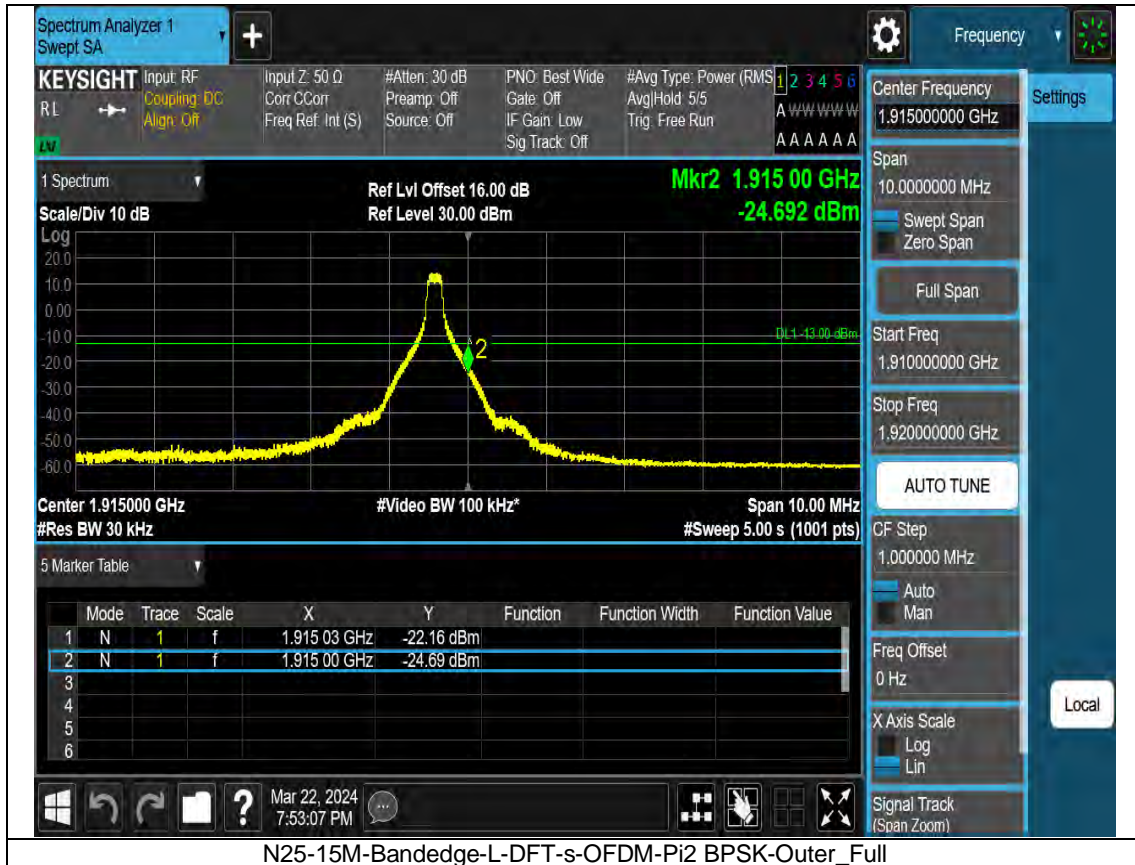 Spectrum Analyzer 1
Swept SA
+
Frequency
KEYSIGHT
RL
LXI
Input: RF
Coupling: DC
Align: Off
Input Z: 50 Ω
Corr CCorr
Freq Ref: Int (S)
#Atten: 30 dB
Preamp: Off
Source: Off
PNO: Best Wide
Gate: Off
IF Gain: Low
Sig Track: Off
#Avg Type: Power (RMS
Avg|Hold: 5/5
Trig: Free Run
1 2 3 4 5 6
A W W W W W
A A A A A A
1 Spectrum
Scale/Div 10 dB
Ref Lvl Offset 16.00 dB
Ref Level 30.00 dBm
Mkr2 1.915 00 GHz
-24.692 dBm
Log
20.0
10.0
0.00
-10.0
-20.0
-30.0
-40.0
-50.0
-60.0
DL1 -13.00 dBm
2
Center 1.915000 GHz
#Video BW 100 kHz*
Span 10.00 MHz
#Res BW 30 kHz
#Sweep 5.00 s (1001 pts)
5 Marker Table
Mode Trace Scale X Y Function Function Width Function Value
1 N 1 f 1.915 03 GHz -22.16 dBm
2 N 1 f 1.915 00 GHz -24.69 dBm
3
4
5
6
Center Frequency
1.915000000 GHz
Settings
Span
10.0000000 MHz
Swept Span
Zero Span
Full Span
Start Freq
1.910000000 GHz
Stop Freq
1.920000000 GHz
AUTO TUNE
CF Step
1.000000 MHz
Auto
Man
Freq Offset
0 Hz
X Axis Scale
Log
Lin
Local
Signal Track
(Span Zoom)
?
Mar 22, 2024
7:53:07 PM
N25-15M-Bandedge-L-DFT-s-OFDM-Pi2 BPSK-Outer_Full